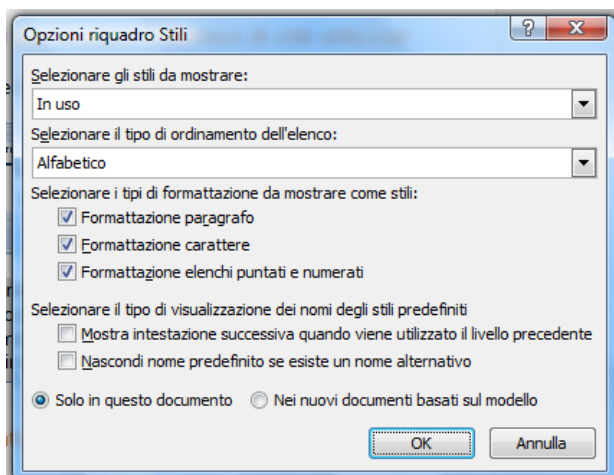 Opzioni riquadro Stili
Selezionare gli stili da mostrare:
In uso
Selezionare il tipo di ordinamento dell'elenco:
Alfabetico
Selezionare i tipi di formattazione da mostrare come stili:
Formattazione paragrafo
Formattazione carattere
Formattazione elenchi puntati e numerati
Selezionare il tipo di visualizzazione dei nomi degli stili predefiniti
Mostra intestazione successiva quando viene utilizzato il livello precedente
Nascondi nome predefinito se esiste un nome alternativo
Solo in questo documento Nei nuovi documenti basati sul modello
OK Annulla